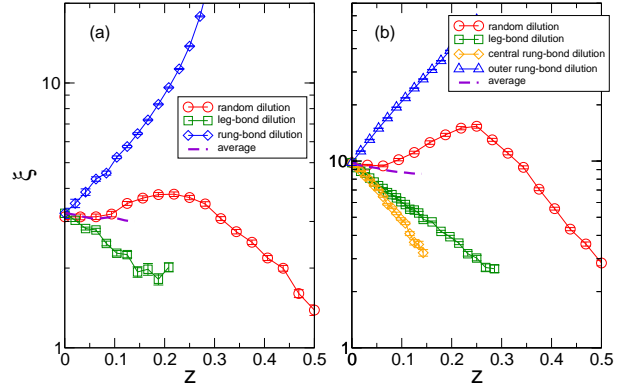 (a)
random dilution
leg-bond dilution
rung-bond dilution
average
ξ
10
1
0 0.1 0.2 0.3 0.4 0.5
z
(b)
random dilution
leg-bond dilution
central rung-bond dilution
outer rung-bond dilution
average
10
1
0 0.1 0.2 0.3 0.4 0.5
z